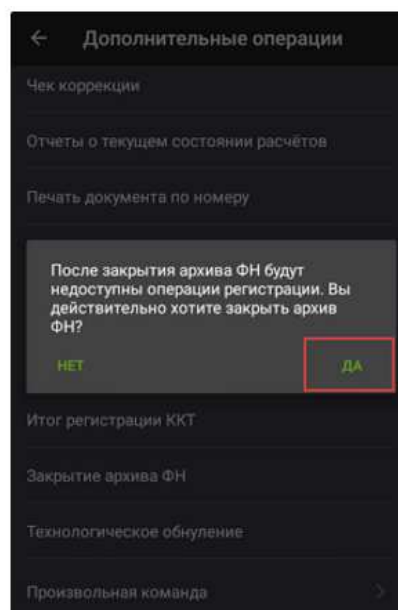 Дополнительные операции
Чек коррекции
Отчеты о текущем состоянии расчётов
Печать документа по номеру
После закрытия архива ФН будут
недоступны операции регистрации. Вы
действительно хотите закрыть архив
ФН?
НЕТ
ДА
Итог регистрации ККТ
Закрытие архива ФН
Технологическое обнуление
Произвольная команда